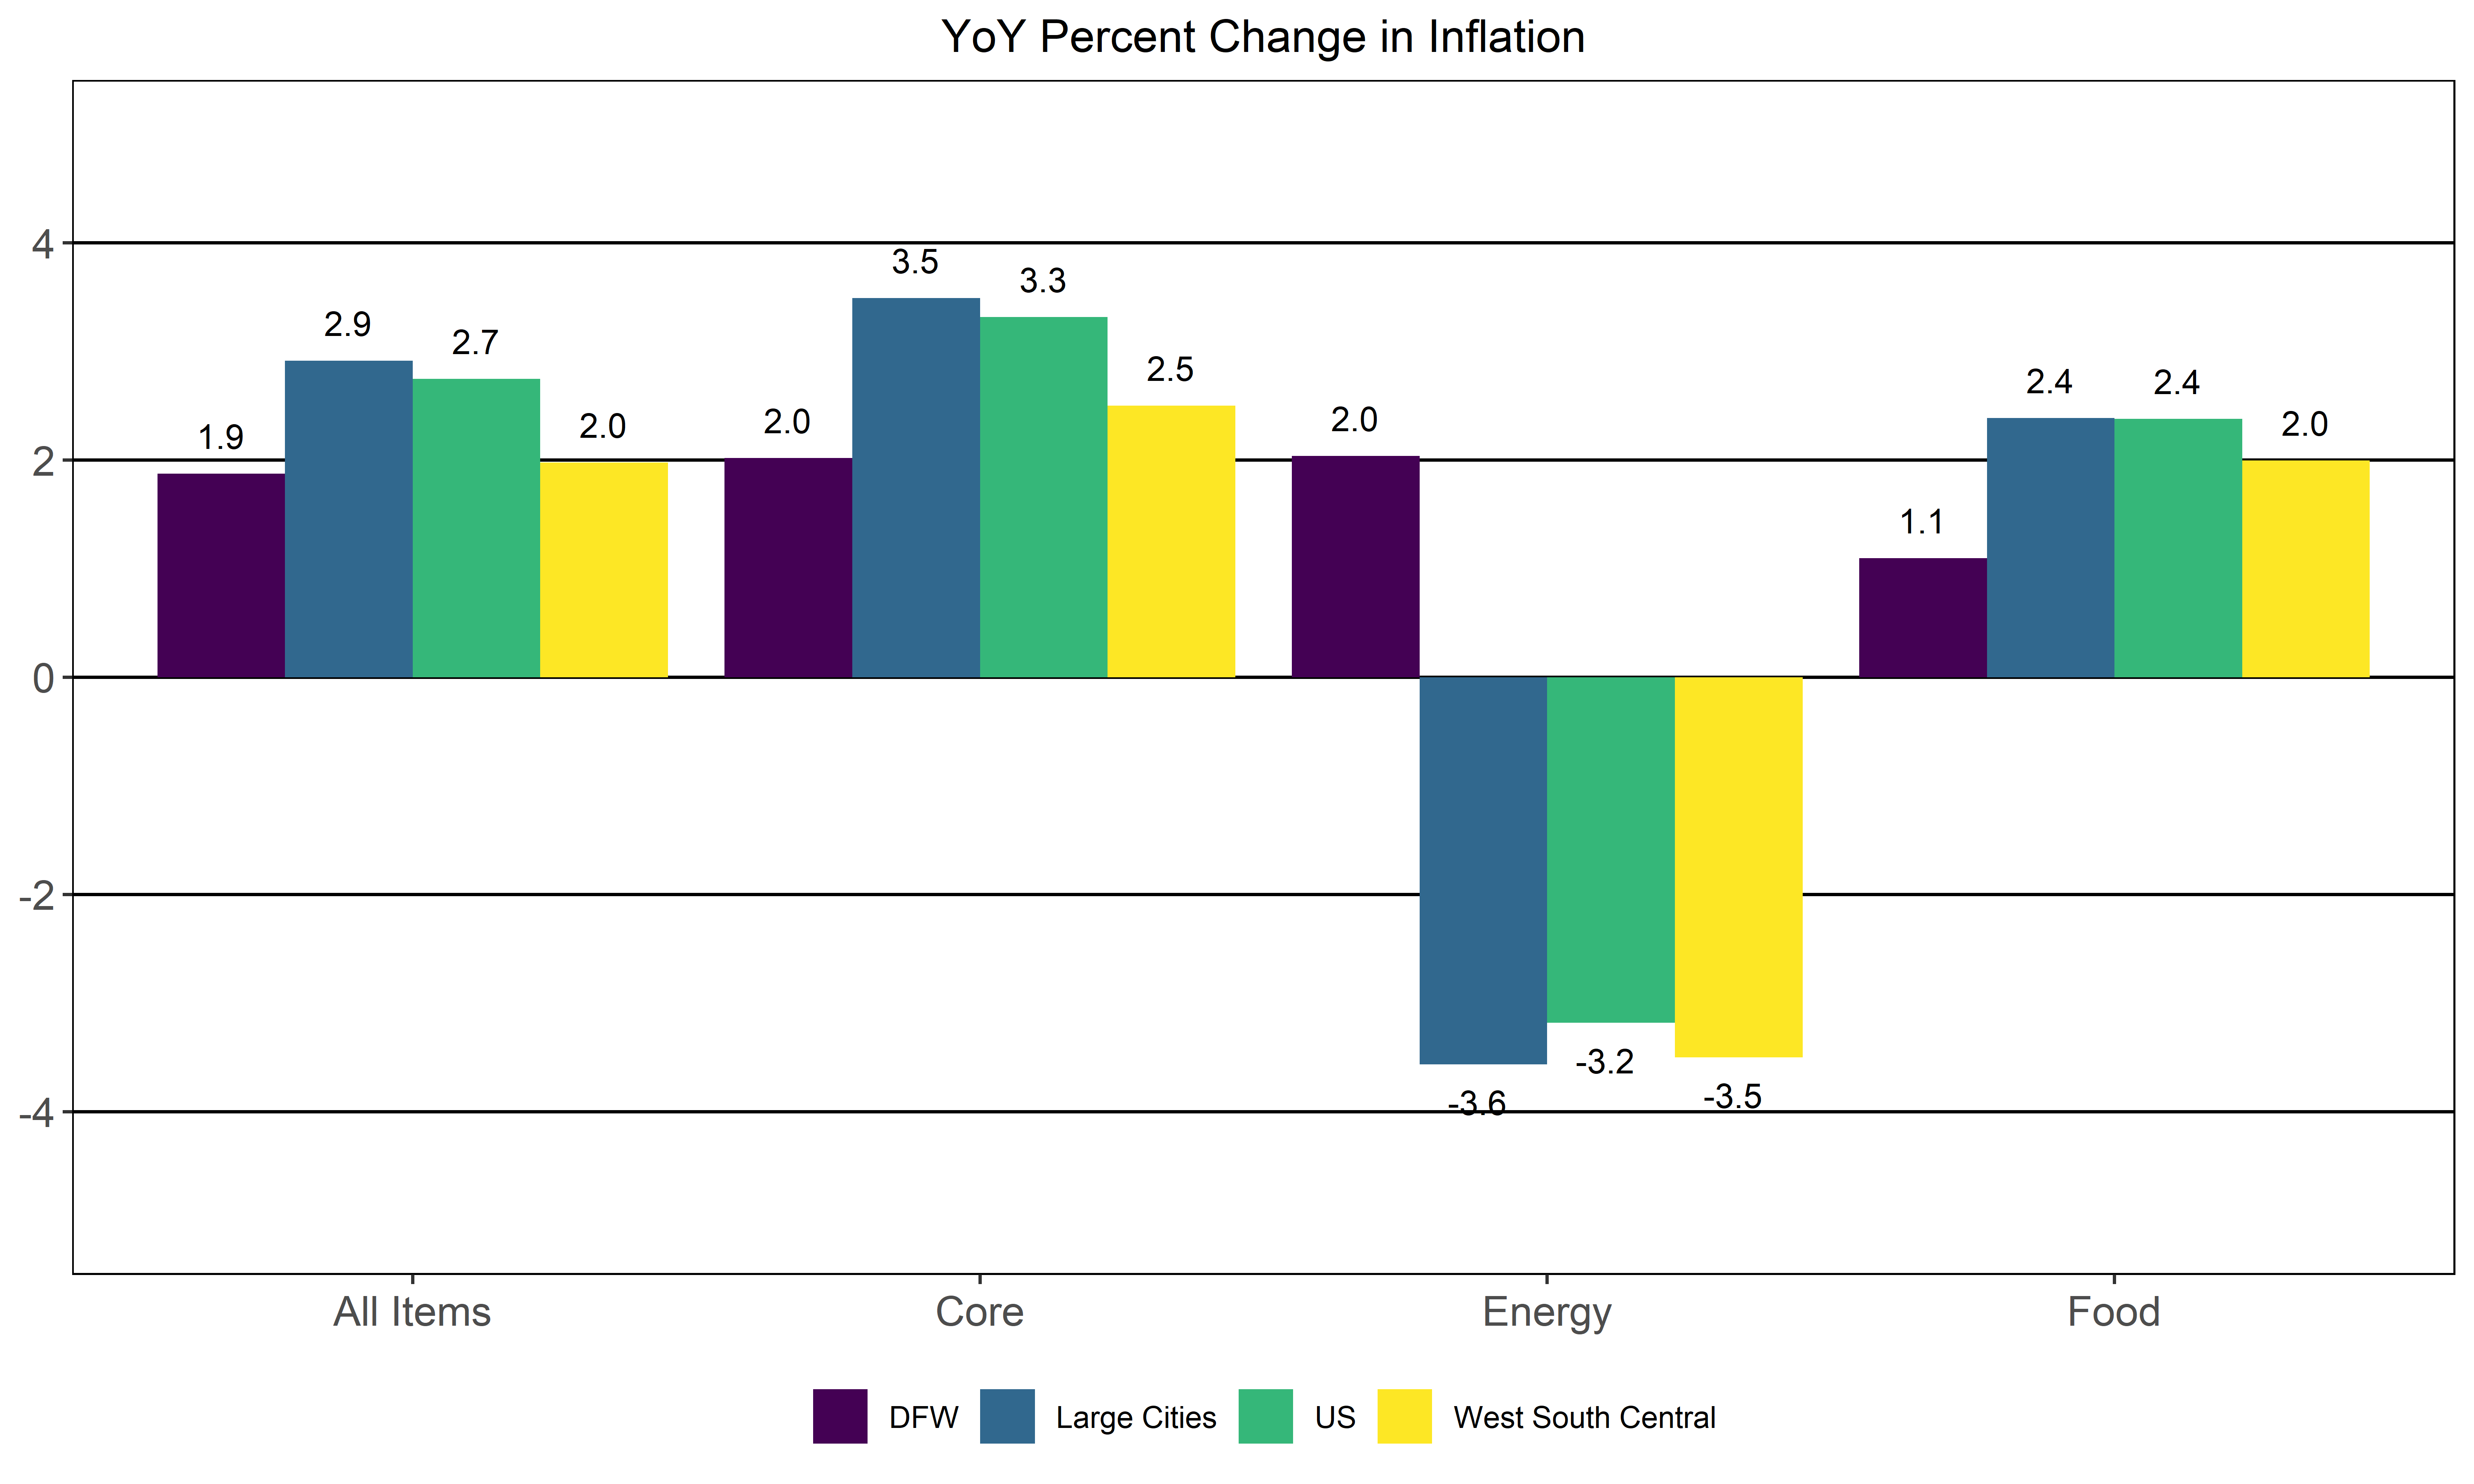 YoY Percent Change in Inflation
4
2
0
-2
-4
1.9
2.9
2.7
2.0
2.0
3.5
3.3
2.5
2.0
-3.6
-3.2
-3.5
1.1
2.4
2.4
2.0
All Items
Core
Energy
Food
DFW
Large Cities
US
West South Central